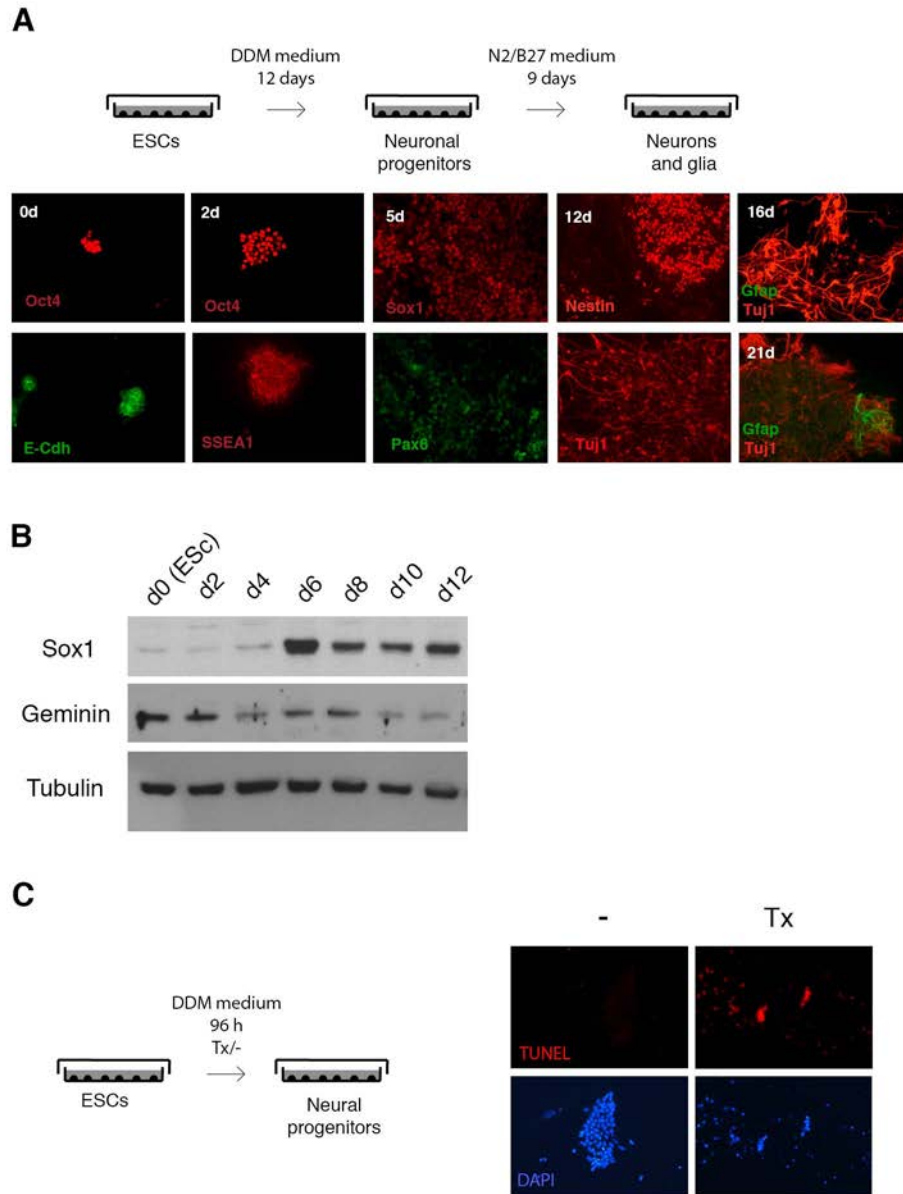 A
DDM medium
12 days
N2/B27 medium
9 days
ESCs
Neuronal
progenitors
Neurons
and glia
0d
Oct4
2d
Oct4
5d
Sox1
12d
Nestin
16d
Gfap
Tuj1
E-Cdh
SSEA1
Pax6
Tuj1
21d
Gfap
Tuj1
B
d0 (ESc)
d2
d4
d6
d8
d10
d12
Sox1
Geminin
Tubulin
C
DDM medium
96 h
Tx/-
ESCs
Neural
progenitors
-
Tx
TUNEL
DAPI